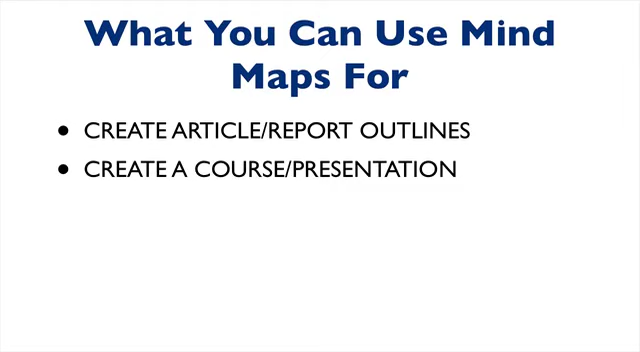 What You Can Use Mind
Maps For
• CREATE ARTICLE/REPORT OUTLINES
• CREATE A COURSE/PRESENTATION